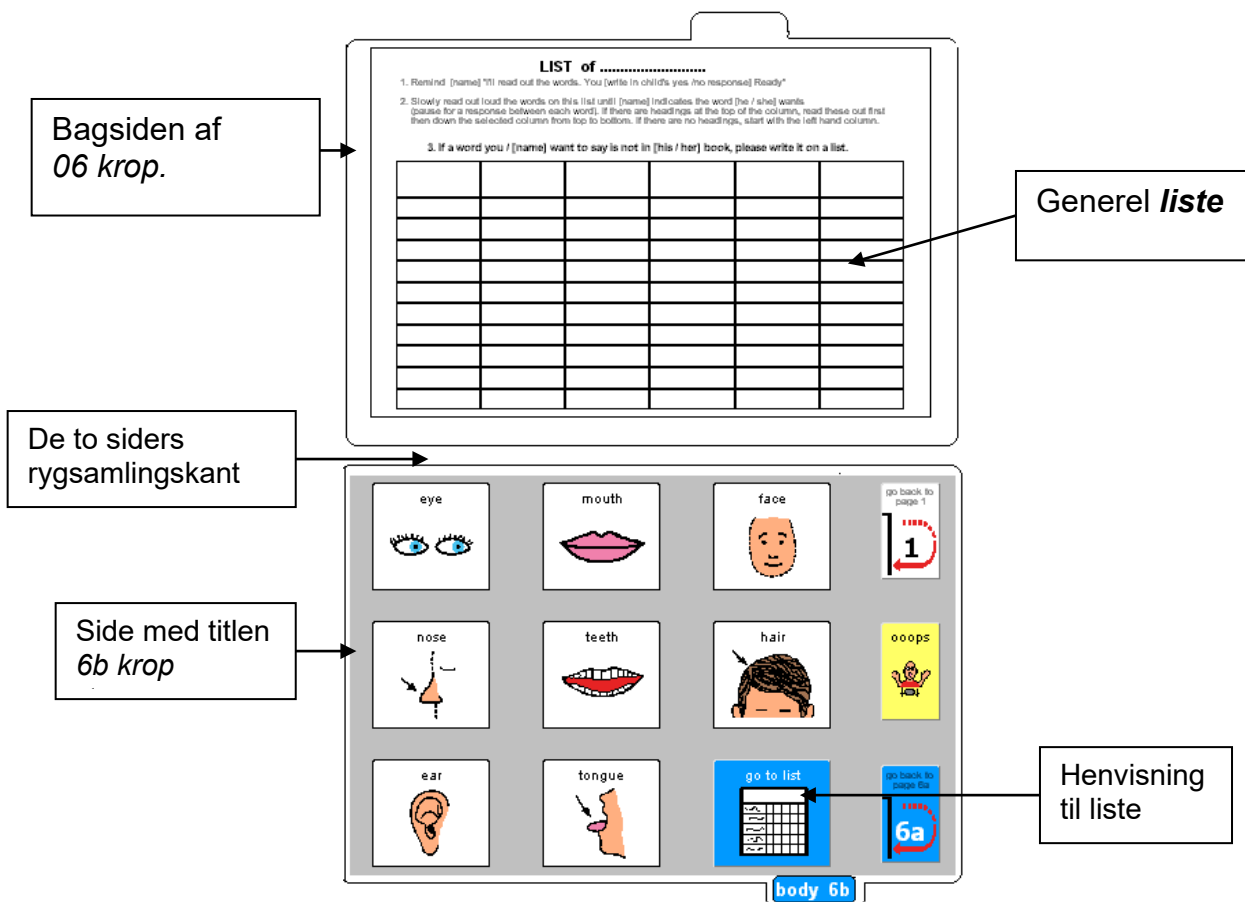 LIST of ..........................
1. Remind [name] "I'll read out the words. You [write in child's yes /no response] Ready"
2. Slowly read out loud the words on this list until [name] indicates the word [he / she] wants
(pause for a response between each word). If there are headings at the top of the column, read these out first
then down the selected column from top to bottom. If there are no headings, start with the left hand column.
3. If a word you / [name] want to say is not in [his / her] book, please write it on a list.
Bagsiden af
06 krop.
Generel liste
De to siders
rygsamlingskant
Side med titlen
6b krop
Henvisning
til liste
eye
mouth
face
go back to
page 1
1
nose
teeth
hair
ooops
ear
tongue
go to list
go back to
page 6a
6a
body 6b